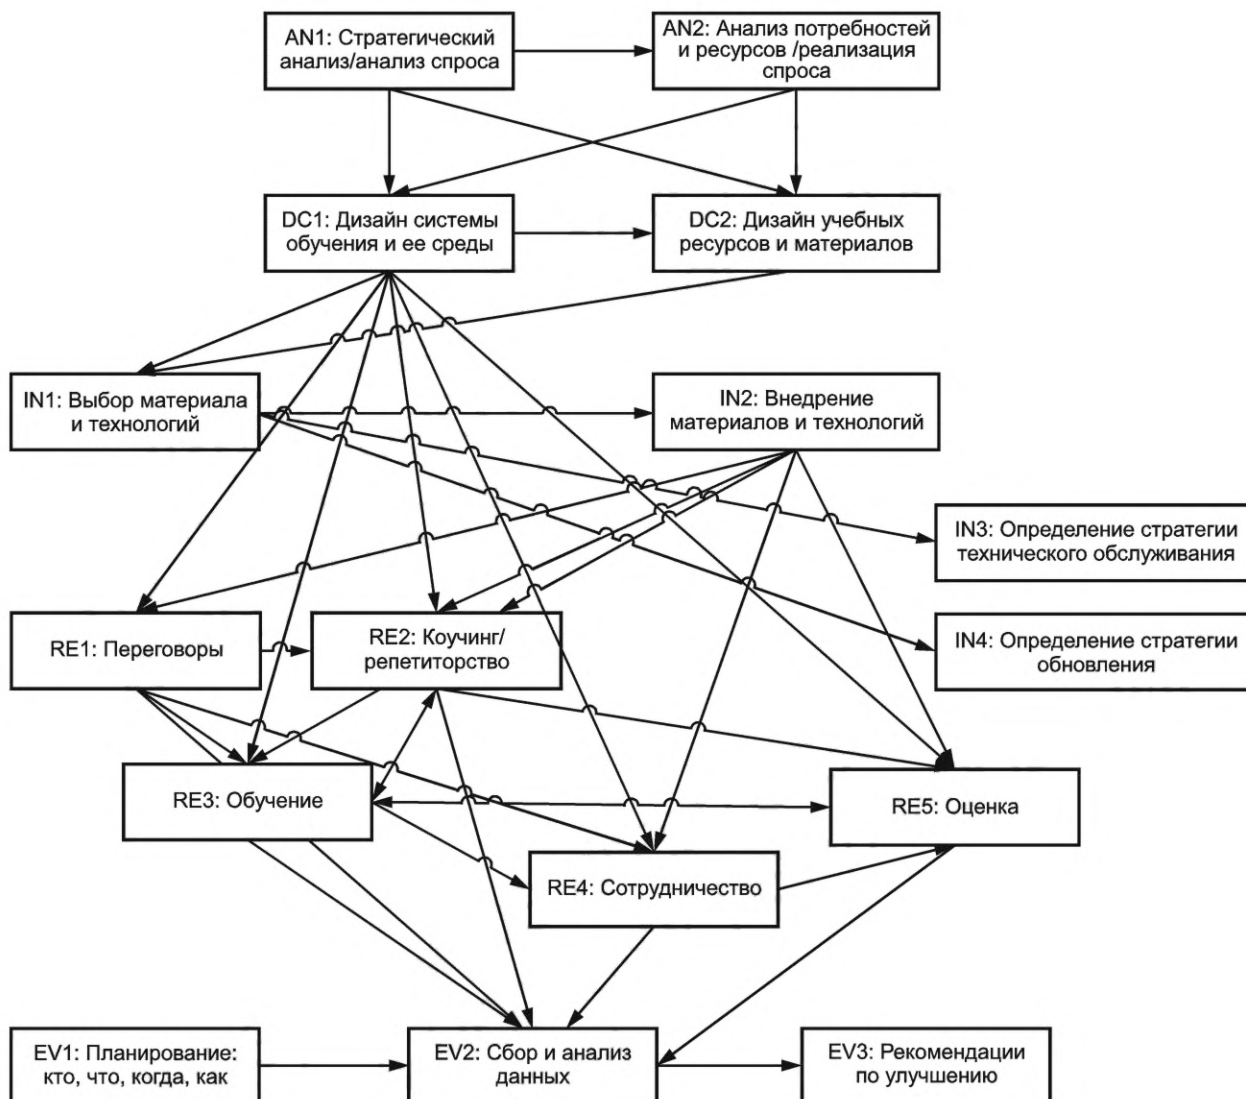 AN1: Стратегический
анализ/анализ спроса
AN2: Анализ потребностей
и ресурсов /реализация
спроса
DC1: Дизайн системы
обучения и ее среды
DC2: Дизайн учебных
ресурсов и материалов
IN1: Выбор материала
и технологий
IN2: Внедрение
материалов и технологий
IN3: Определение стратегии
технического обслуживания
RE1: Переговоры
RE2: Коучинг/
репетиторство
IN4: Определение стратегии
обновления
RE3: Обучение
RE5: Оценка
RE4: Сотрудничество
EV1: Планирование:
кто, что, когда, как
EV2: Сбор и анализ
данных
EV3: Рекомендации
по улучшению